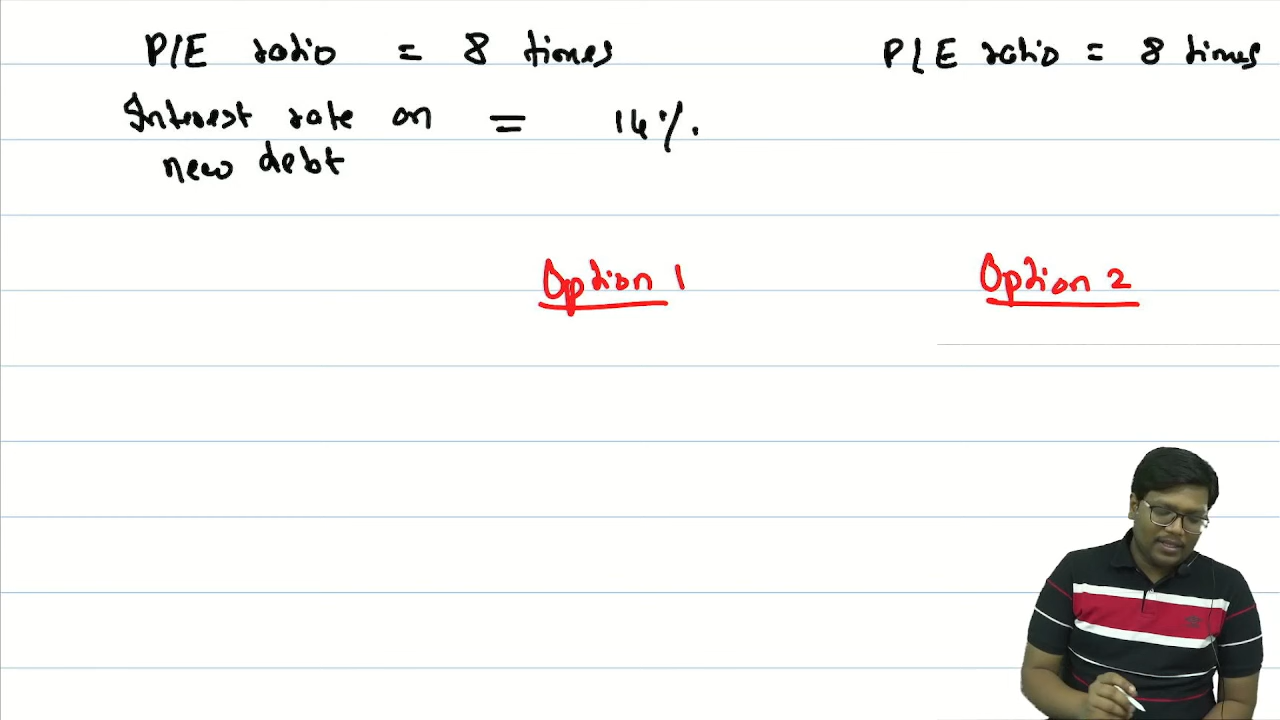 P/E ratio = 8 times
P/E ratio = 8 times
Interest rate on = 14%.
new debt
Option 1
Option 2